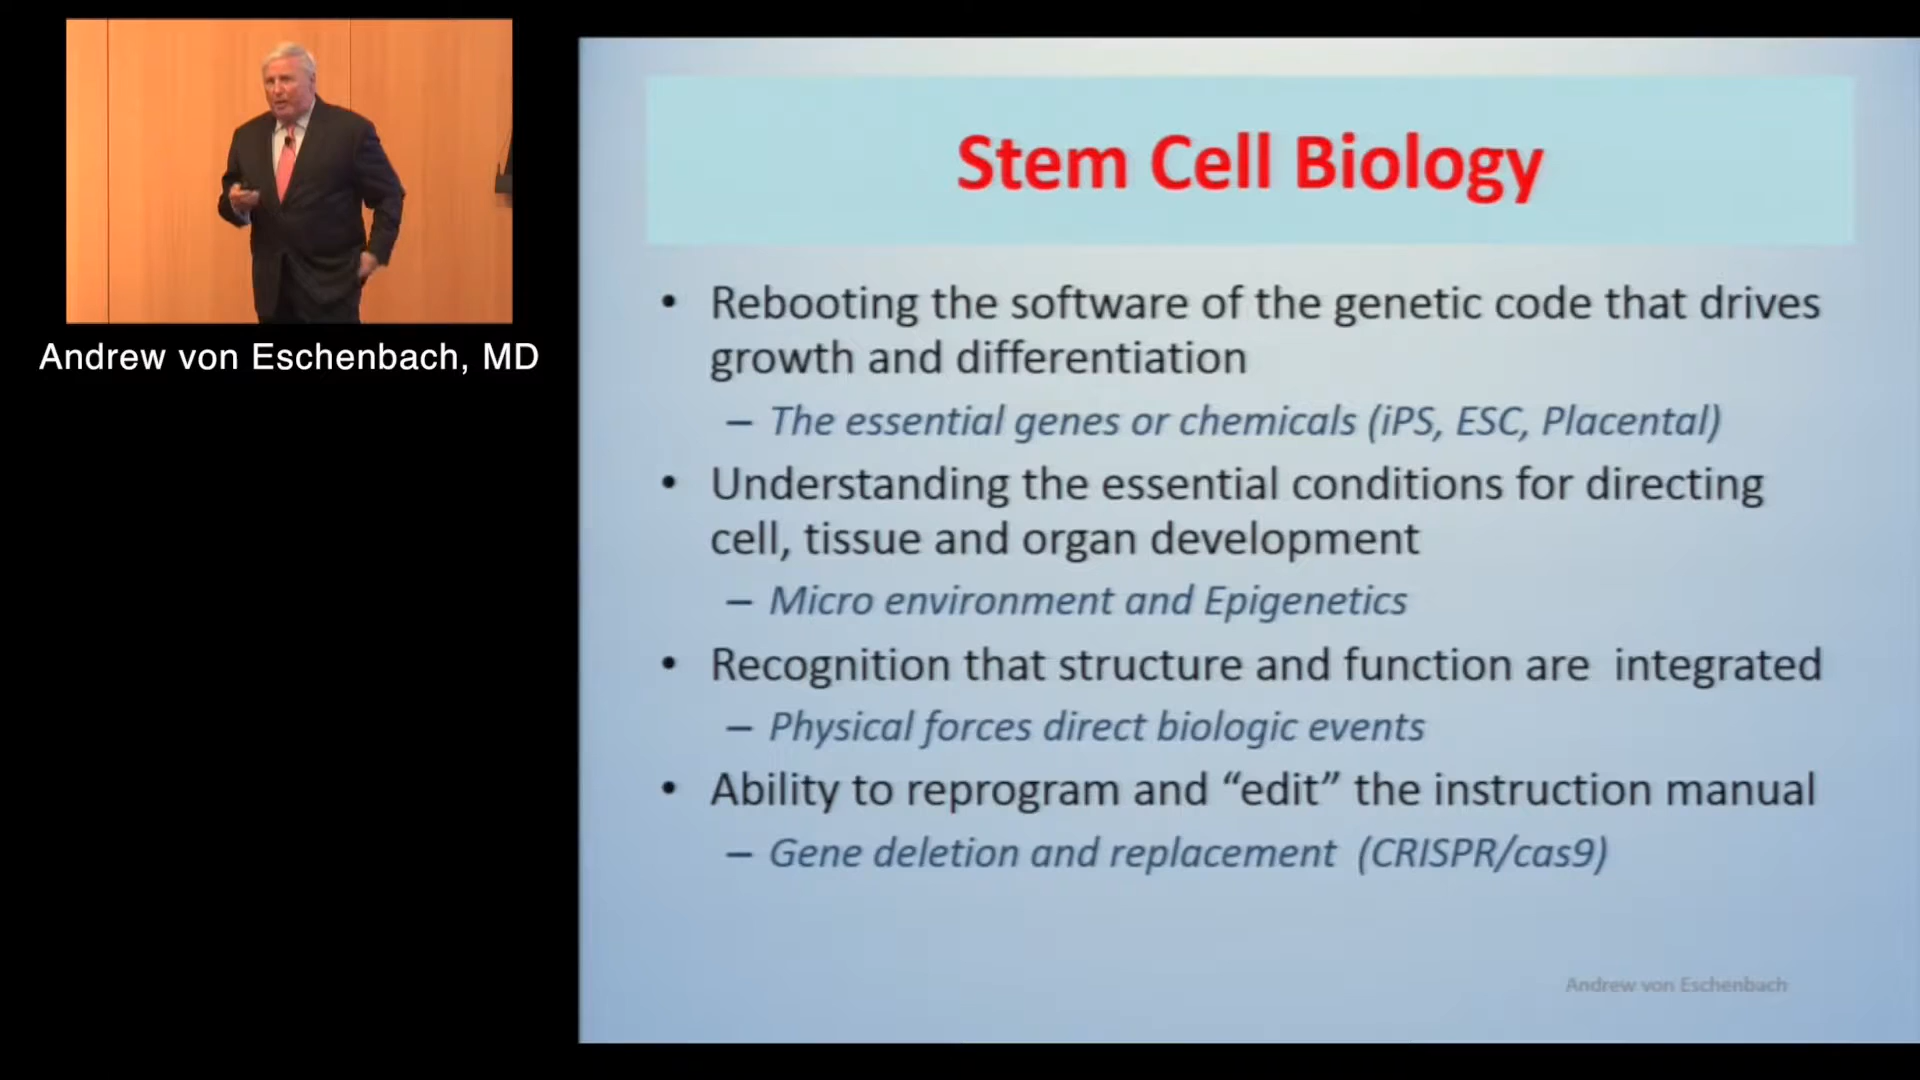 Andrew von Eschenbach, MD
Stem Cell Biology
• Rebooting the software of the genetic code that drives
growth and differentiation
– The essential genes or chemicals (iPS, ESC, Placental)
• Understanding the essential conditions for directing
cell, tissue and organ development
– Micro environment and Epigenetics
• Recognition that structure and function are integrated
– Physical forces direct biologic events
• Ability to reprogram and “edit” the instruction manual
– Gene deletion and replacement (CRISPR/cas9)
Andrew von Eschenbach